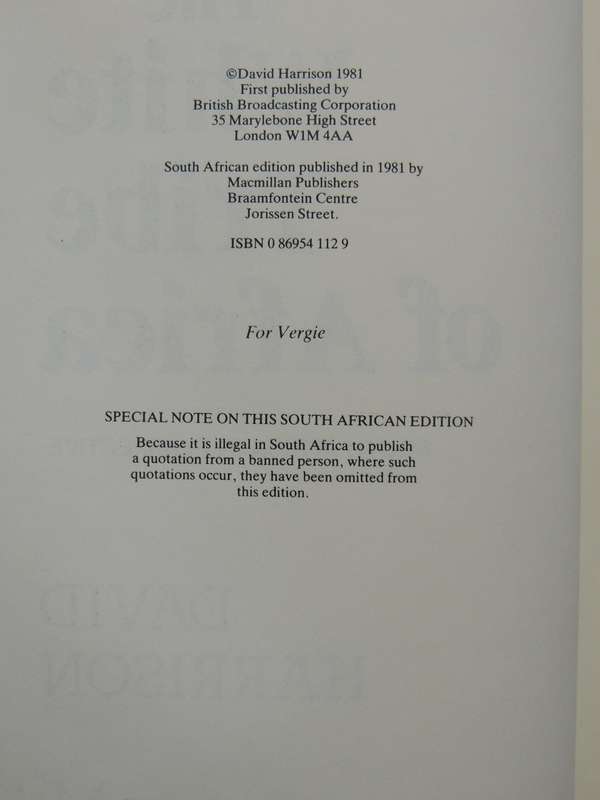 ©David Harrison 1981
First published by
British Broadcasting Corporation
35 Marylebone High Street
London W1M 4AA
South African edition published in 1981 by
Macmillan Publishers
Braamfontein Centre
Jorissen Street.
ISBN 0 86954 112 9
For Vergie
SPECIAL NOTE ON THIS SOUTH AFRICAN EDITION
Because it is illegal in South Africa to publish
a quotation from a banned person, where such
quotations occur, they have been omitted from
this edition.